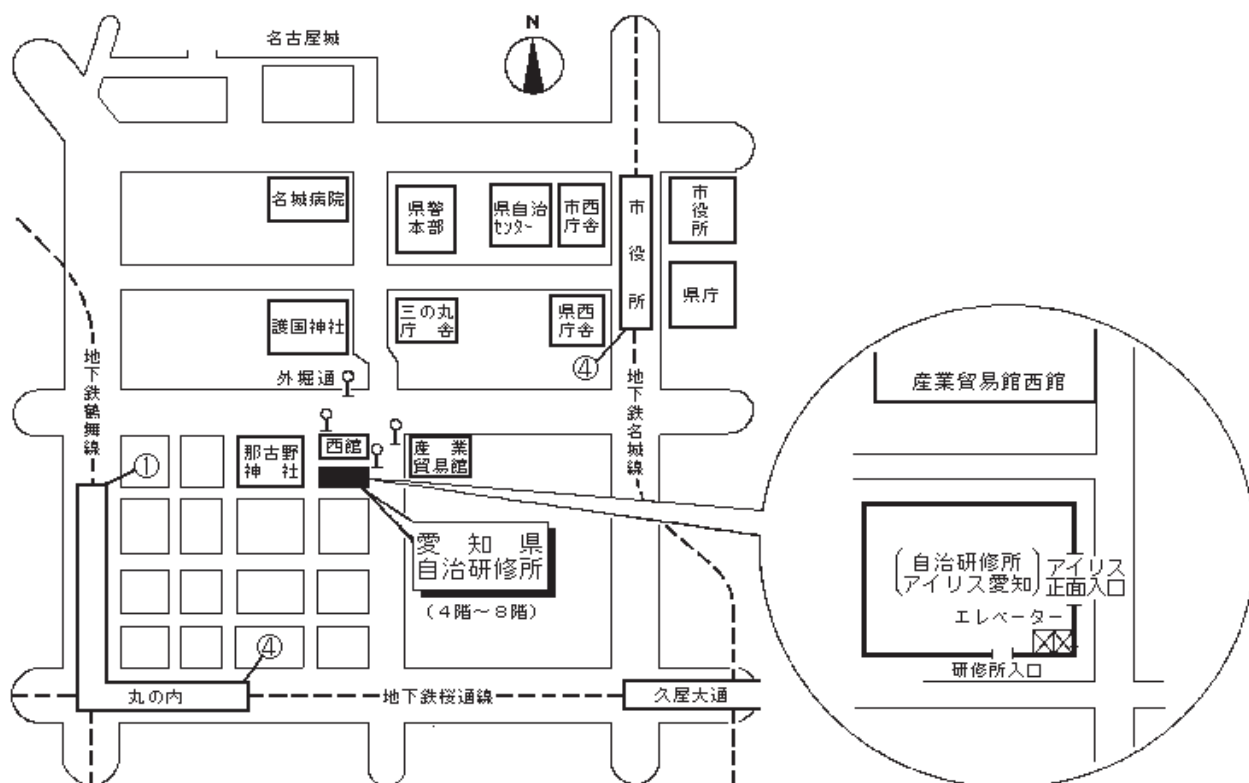 名古屋城
N
名城病院
県警
本部
県自治
センター
市西
庁舎
市役所
市役所
県庁
護国神社
三の丸
庁舎
県西
庁舎
④
外堀通
地下鉄鶴舞線
地下鉄名城線
産業貿易館西館
①
那古野
神社
西館
産業
貿易館
愛知県
自治研修所
(4階〜8階)
自治研修所
アイリス愛知
アイリス
正面入口
エレベーター
研修所入口
④
丸の内
地下鉄桜通線
久屋大通